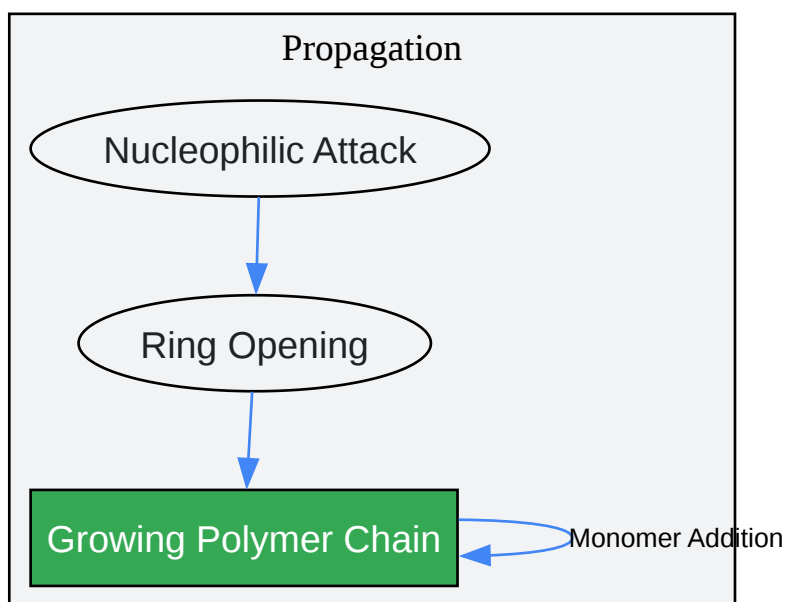 Propagation
Nucleophilic Attack
Ring Opening
Growing Polymer Chain
Monomer Addition